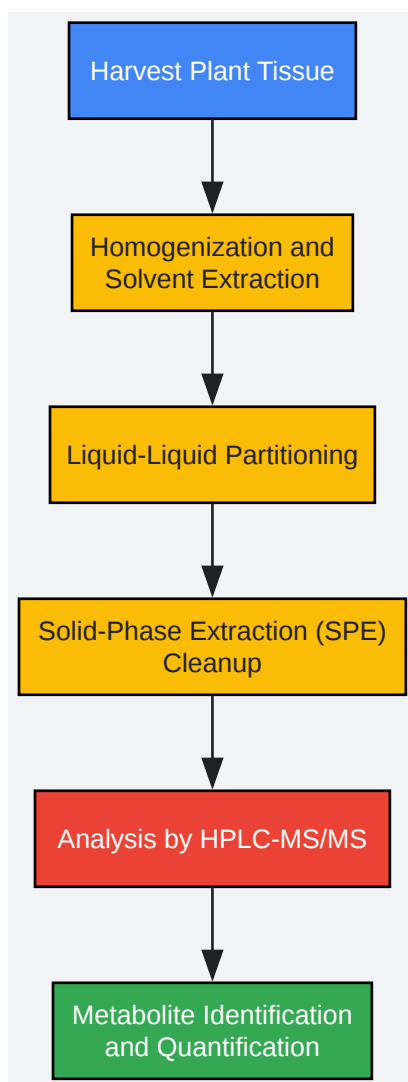 Harvest Plant Tissue
Homogenization and
Solvent Extraction
Liquid-Liquid Partitioning
Solid-Phase Extraction (SPE)
Cleanup
Analysis by HPLC-MS/MS
Metabolite Identification
and Quantification